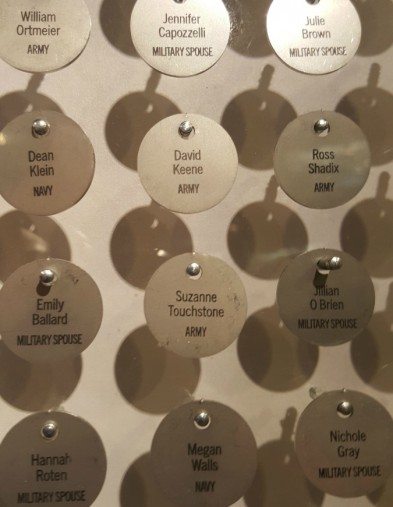 William
Ortmeier
ARMY
Jennifer
Capozzelli
MILITARY SPOUSE
Julie
Brown
MILITARY SPOUSE
Dean
Klein
NAVY
David
Keene
ARMY
Ross
Shadix
ARMY
Emily
Ballard
MILITARY SPOUSE
Suzanne
Touchstone
ARMY
Jillian
O Brien
MILITARY SPOUSE
Hannah
Roten
MILITARY SPOUSE
Megan
Walls
NAVY
Nichole
Gray
MILITARY SPOUSE